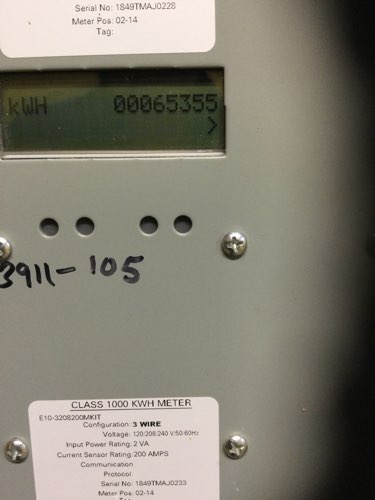 Serial No: 1849TMAJ0228
Meter Pos: 02-14
Tag:
kWH 00065355
>
3911-105
CLASS 1000 KWH METER
E10-3208200MKIT
Configuration: 3 WIRE
Voltage: 120:208:240 V:50:60Hz
Input Power Rating: 2 VA
Current Sensor Rating: 200 AMPS
Communication
Protocol:
Serial No: 1849TMAJ0233
Meter Pos: 02-14